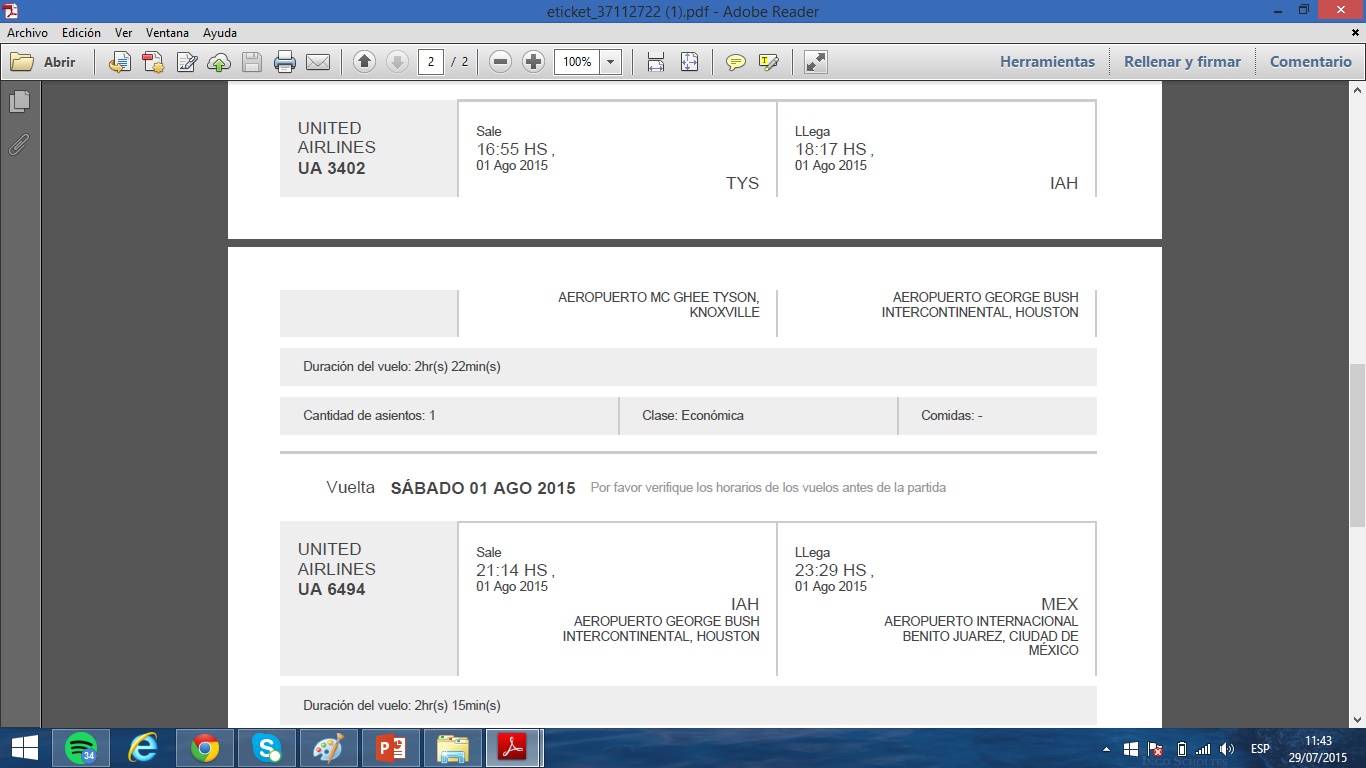 eticket_37112722 (1).pdf - Adobe Reader
Archivo Edición Ver Ventana Ayuda
Abrir 2 / 2 100% Herramientas Rellenar y firmar Comentario
UNITED
AIRLINES
UA 3402
Sale
16:55 HS ,
01 Ago 2015
TYS
LLega
18:17 HS ,
01 Ago 2015
IAH
AEROPUERTO MC GHEE TYSON,
KNOXVILLE
AEROPUERTO GEORGE BUSH
INTERCONTINENTAL, HOUSTON
Duración del vuelo: 2hr(s) 22min(s)
Cantidad de asientos: 1 Clase: Económica Comidas: -
Vuelta SÁBADO 01 AGO 2015 Por favor verifique los horarios de los vuelos antes de la partida
UNITED
AIRLINES
UA 6494
Sale
21:14 HS ,
01 Ago 2015
IAH
AEROPUERTO GEORGE BUSH
INTERCONTINENTAL, HOUSTON
LLega
23:29 HS ,
01 Ago 2015
MEX
AEROPUERTO INTERNACIONAL
BENITO JUAREZ, CIUDAD DE
MÉXICO
Duración del vuelo: 2hr(s) 15min(s)
34
ESP
11:43
29/07/2015
INGO SCHOLTES